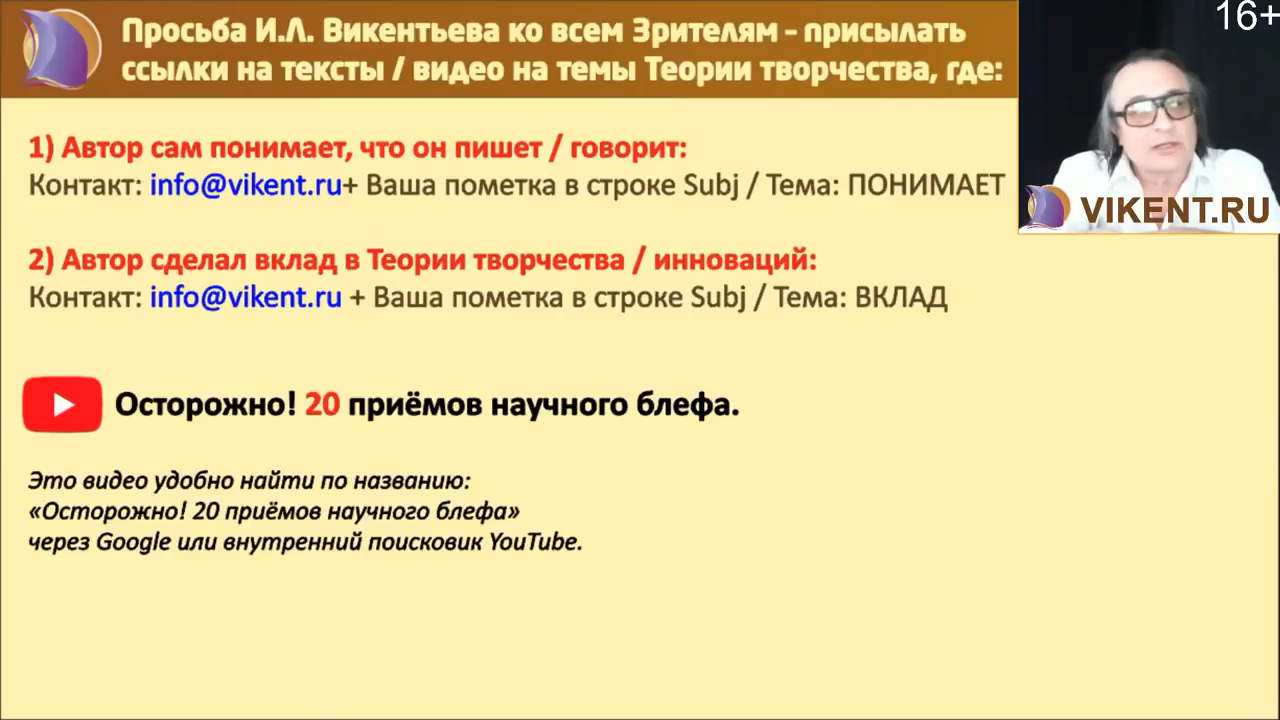 Просьба И.Л. Викентьева ко всем Зрителям - присылать
ссылки на тексты / видео на темы Теории творчества, где:
16+
1) Автор сам понимает, что он пишет / говорит:
Контакт: info@vikent.ru+ Ваша пометка в строке Subj / Тема: ПОНИМАЕТ
VIKENT.RU
2) Автор сделал вклад в Теории творчества / инноваций:
Контакт: info@vikent.ru + Ваша пометка в строке Subj / Тема: ВКЛАД
Осторожно! 20 приёмов научного блефа.
Это видео удобно найти по названию:
«Осторожно! 20 приёмов научного блефа»
через Google или внутренний поисковик YouTube.